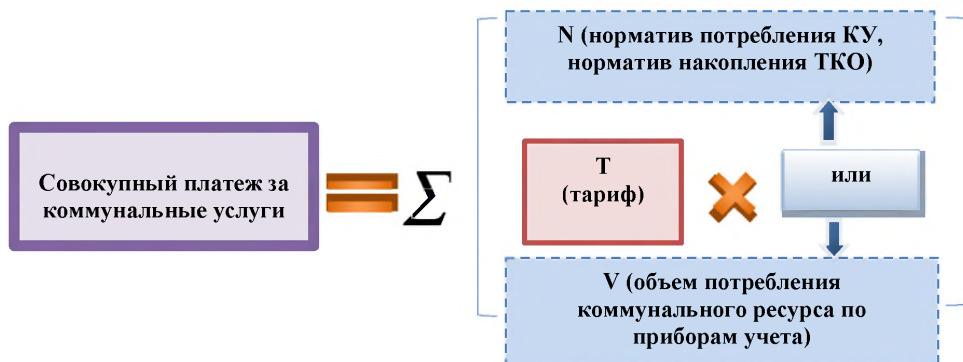 Совокупный платеж за
коммунальные услуги
= Σ
N (норматив потребления КУ,
норматив накопления ТКО)
Т
(тариф)
×
или
V (объем потребления
коммунального ресурса по
приборам учета)